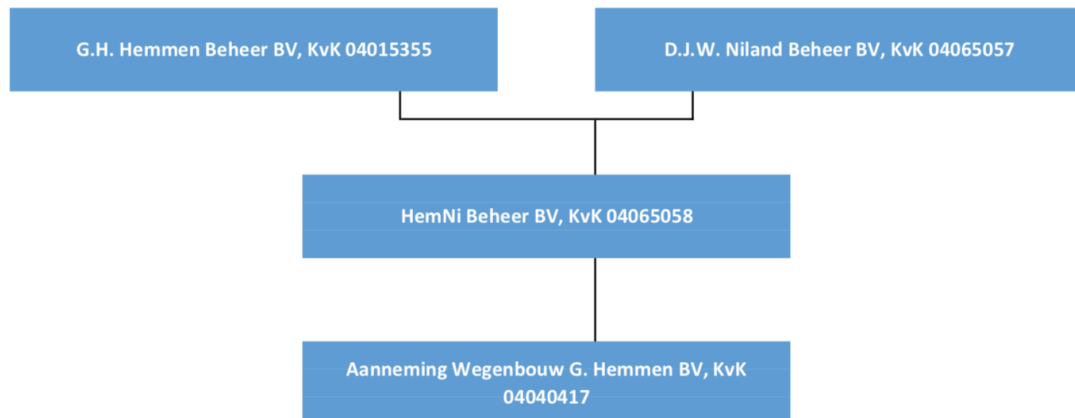 G.H. Hemmen Beheer BV, KvK 04015355
D.J.W. Niland Beheer BV, KvK 04065057
HemNi Beheer BV, KvK 04065058
Aanneming Wegenbouw G. Hemmen BV, KvK
04040417